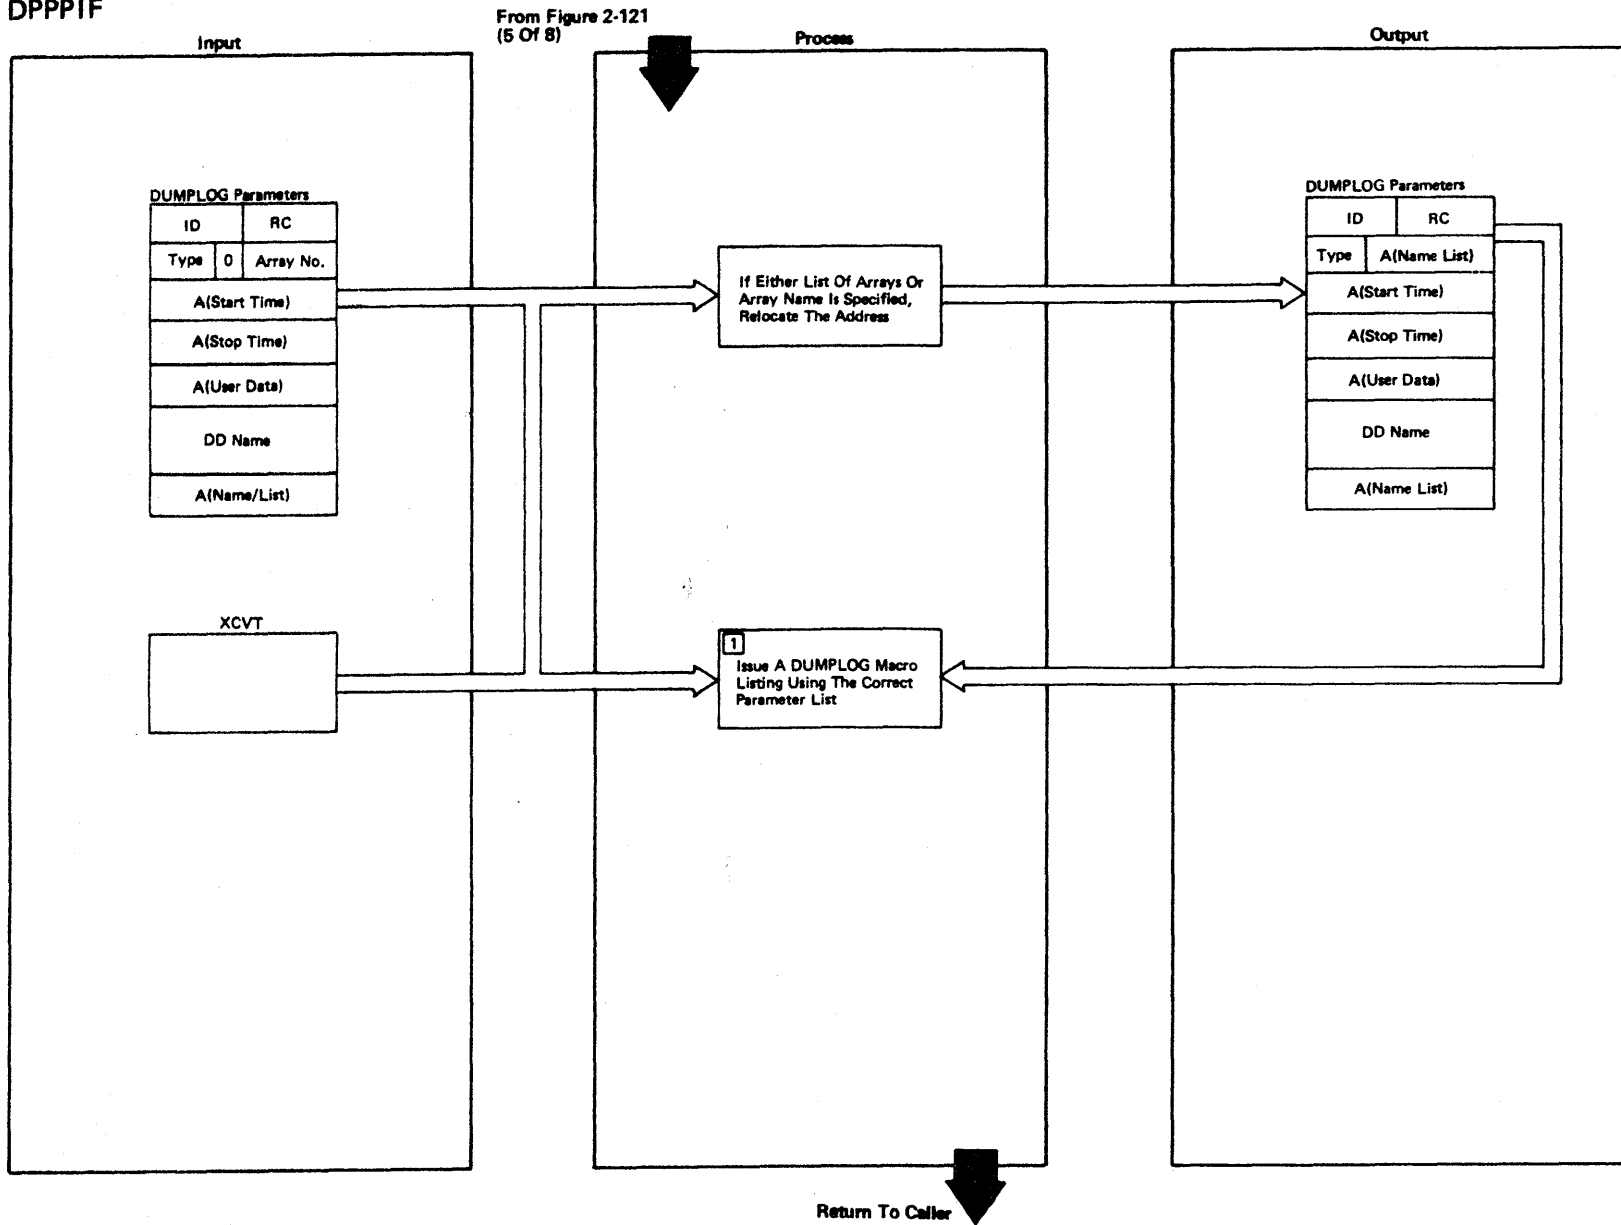 DPPPIF
From Figure 2-121
(5 Of 8)
Input
Process
Output
DUMPLOG Parameters
ID
RC
Type
0
Array No.
A(Start Time)
A(Stop Time)
A(User Data)
DD Name
A(Name/List)
XCVT
If Either List Of Arrays Or
Array Name Is Specified,
Relocate The Address
1
Issue A DUMPLOG Macro
Listing Using The Correct
Parameter List
DUMPLOG Parameters
ID
RC
Type
A(Name List)
A(Start Time)
A(Stop Time)
A(User Data)
DD Name
A(Name List)
Return To Caller